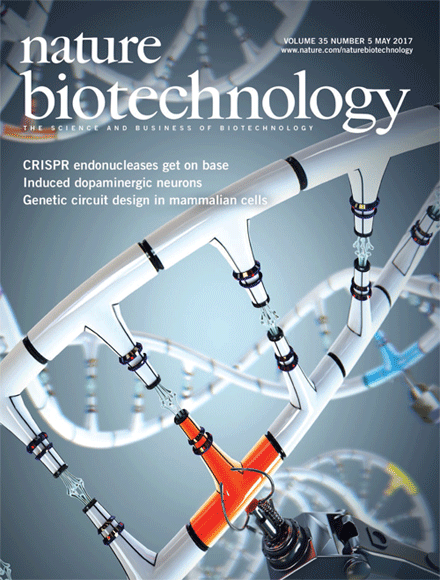 VOLUME 35 NUMBER 5 MAY 2017
www.nature.com/naturebiotechnology
nature
biotechnology
THE SCIENCE AND BUSINESS OF BIOTECHNOLOGY
CRISPR endonucleases get on base
Induced dopaminergic neurons
Genetic circuit design in mammalian cells